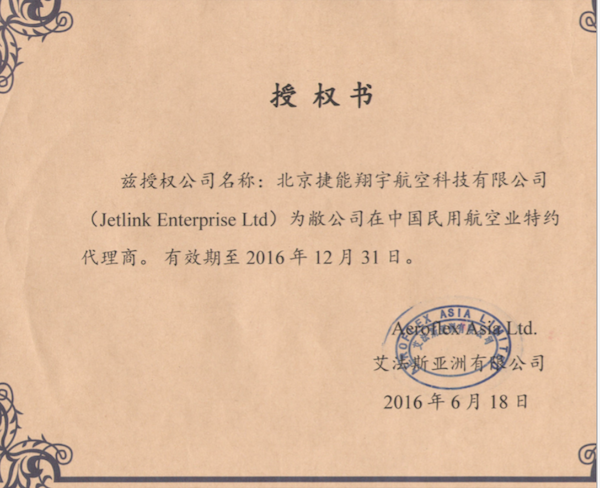 授权书
兹授权公司名称：北京捷能翔宇航空科技有限公司
（Jetlink Enterprise Ltd）为敝公司在中国民用航空业特约
代理商。有效期至 2016 年 12 月 31 日。
Aeroflex Asia Ltd.
AEROFLEX ASIA LIMITED
艾法斯亚洲有限公司
2016 年 6 月 18 日